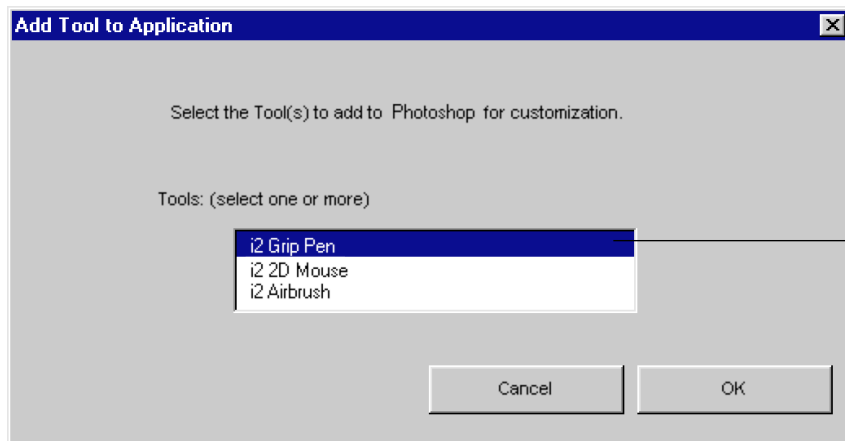 Add Tool to Application
Select the Tool(s) to add to Photoshop for customization.
Tools: (select one or more)
i2 Grip Pen
i2 2D Mouse
i2 Airbrush
Cancel OK